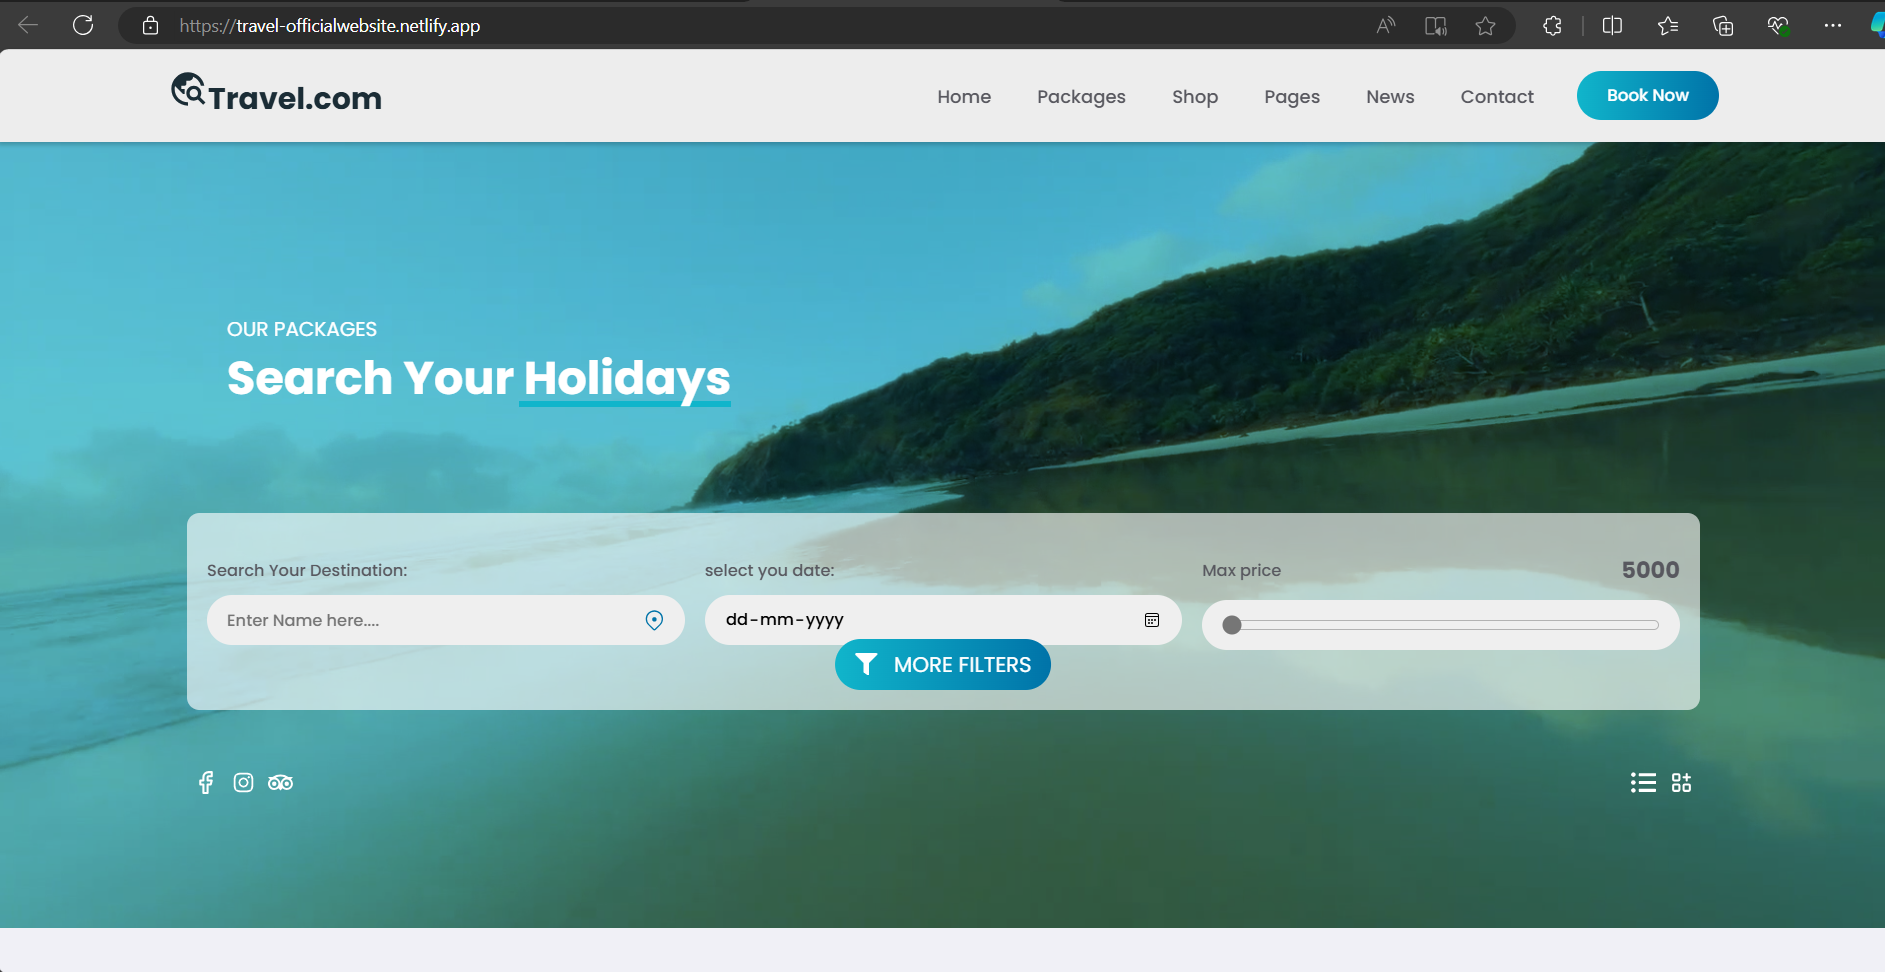 https://travel-officialwebsite.netlify.app
Travel.com
Home Packages Shop Pages News Contact Book Now
OUR PACKAGES
Search Your Holidays
Search Your Destination: select you date: Max price 5000
Enter Name here.... dd-mm-yyyy
MORE FILTERS